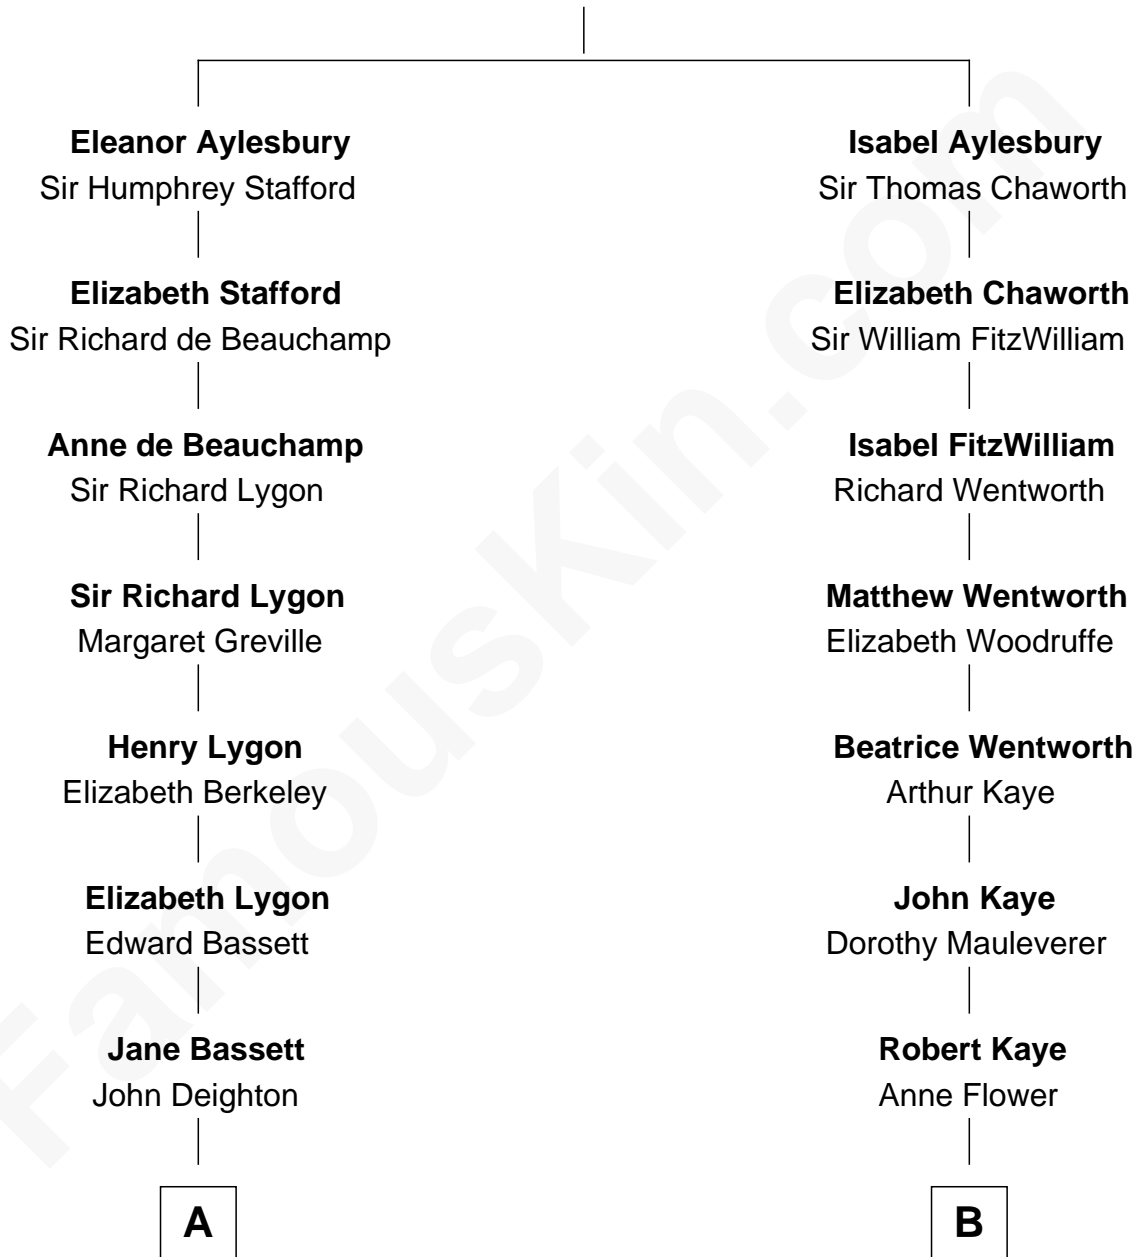 Eleanor Aylesbury
Sir Humphrey Stafford
Elizabeth Stafford
Sir Richard de Beauchamp
Anne de Beauchamp
Sir Richard Lygon
Sir Richard Lygon
Margaret Greville
Henry Lygon
Elizabeth Berkeley
Elizabeth Lygon
Edward Bassett
Jane Bassett
John Deighton
A
Isabel Aylesbury
Sir Thomas Chaworth
Elizabeth Chaworth
Sir William FitzWilliam
Isabel FitzWilliam
Richard Wentworth
Matthew Wentworth
Elizabeth Woodruffe
Beatrice Wentworth
Arthur Kaye
John Kaye
Dorothy Mauleverer
Robert Kaye
Anne Flower
B
FamousKin.com